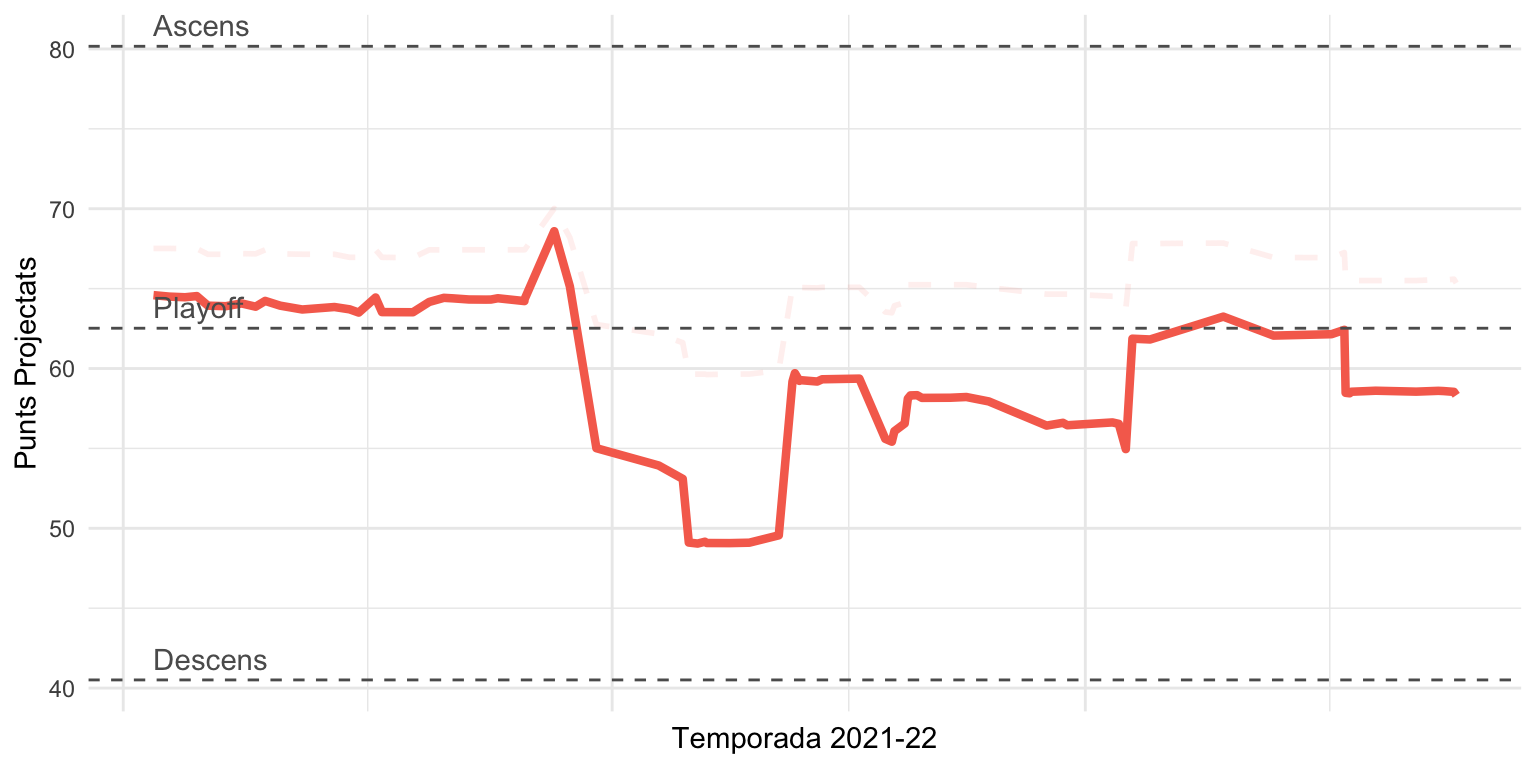 Ascens
80
70
Playoff
60
50
Descens
40
Punts Projectats
Temporada 2021-22